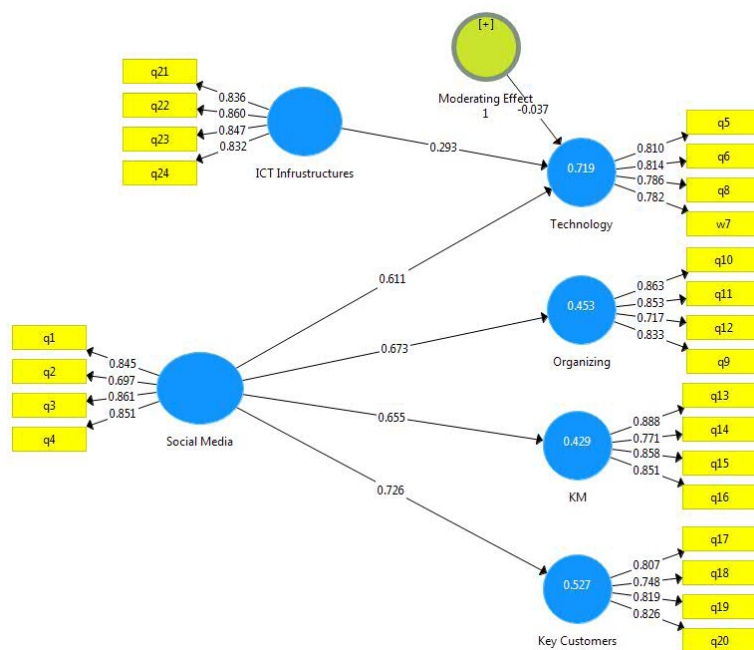 [+]
Moderating Effect
1
-0.037
q21
q22
q23
q24
0.836
0.860
0.847
0.832
ICT Infrustructures
0.293
0.719
Technology
0.810
0.814
0.786
0.782
q5
q6
q8
w7
0.611
q1
q2
q3
q4
0.845
0.697
0.861
0.851
Social Media
0.673
0.453
Organizing
0.863
0.853
0.717
0.833
q10
q11
q12
q9
0.655
0.429
KM
0.888
0.771
0.858
0.851
q13
q14
q15
q16
0.726
0.527
Key Customers
0.807
0.748
0.819
0.826
q17
q18
q19
q20